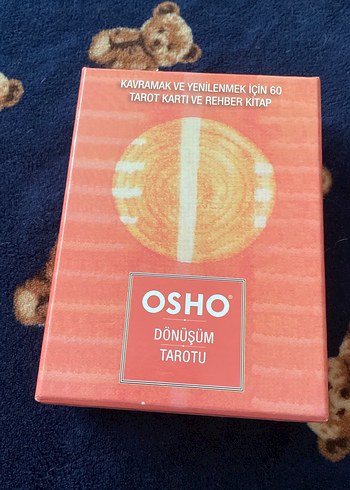 KAVRAMAK VE YENİLENMEK İÇİN 60
TAROT KARTI VE REHBER KİTAP
OSHO®
DÖNÜŞÜM
TAROTU